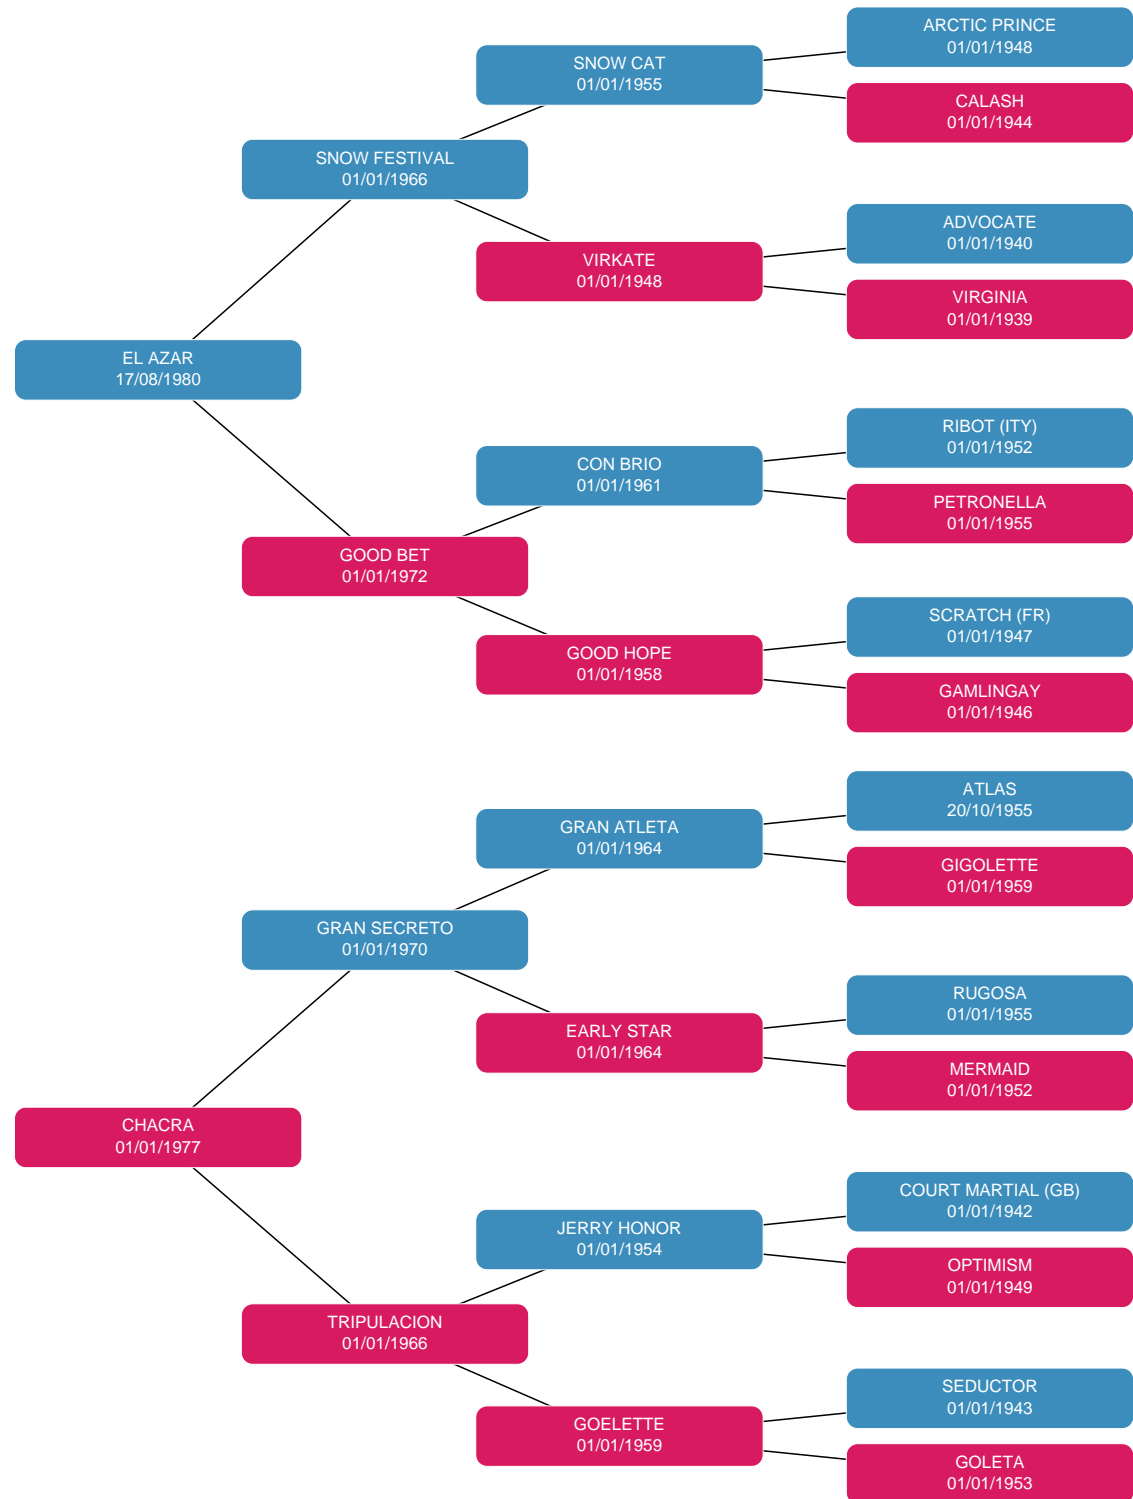 ARCTIC PRINCE
01/01/1948
SNOW CAT
01/01/1955
CALASH
01/01/1944
SNOW FESTIVAL
01/01/1966
ADVOCATE
01/01/1940
VIRKATE
01/01/1948
VIRGINIA
01/01/1939
EL AZAR
17/08/1980
RIBOT (ITY)
01/01/1952
CON BRIO
01/01/1961
PETRONELLA
01/01/1955
GOOD BET
01/01/1972
SCRATCH (FR)
01/01/1947
GOOD HOPE
01/01/1958
GAMLINGAY
01/01/1946
ATLAS
20/10/1955
GRAN ATLETA
01/01/1964
GIGOLETTE
01/01/1959
GRAN SECRETO
01/01/1970
RUGOSA
01/01/1955
EARLY STAR
01/01/1964
MERMAID
01/01/1952
CHACRA
01/01/1977
COURT MARTIAL (GB)
01/01/1942
JERRY HONOR
01/01/1954
OPTIMISM
01/01/1949
TRIPULACION
01/01/1966
SEDUCTOR
01/01/1943
GOELETTE
01/01/1959
GOLETA
01/01/1953